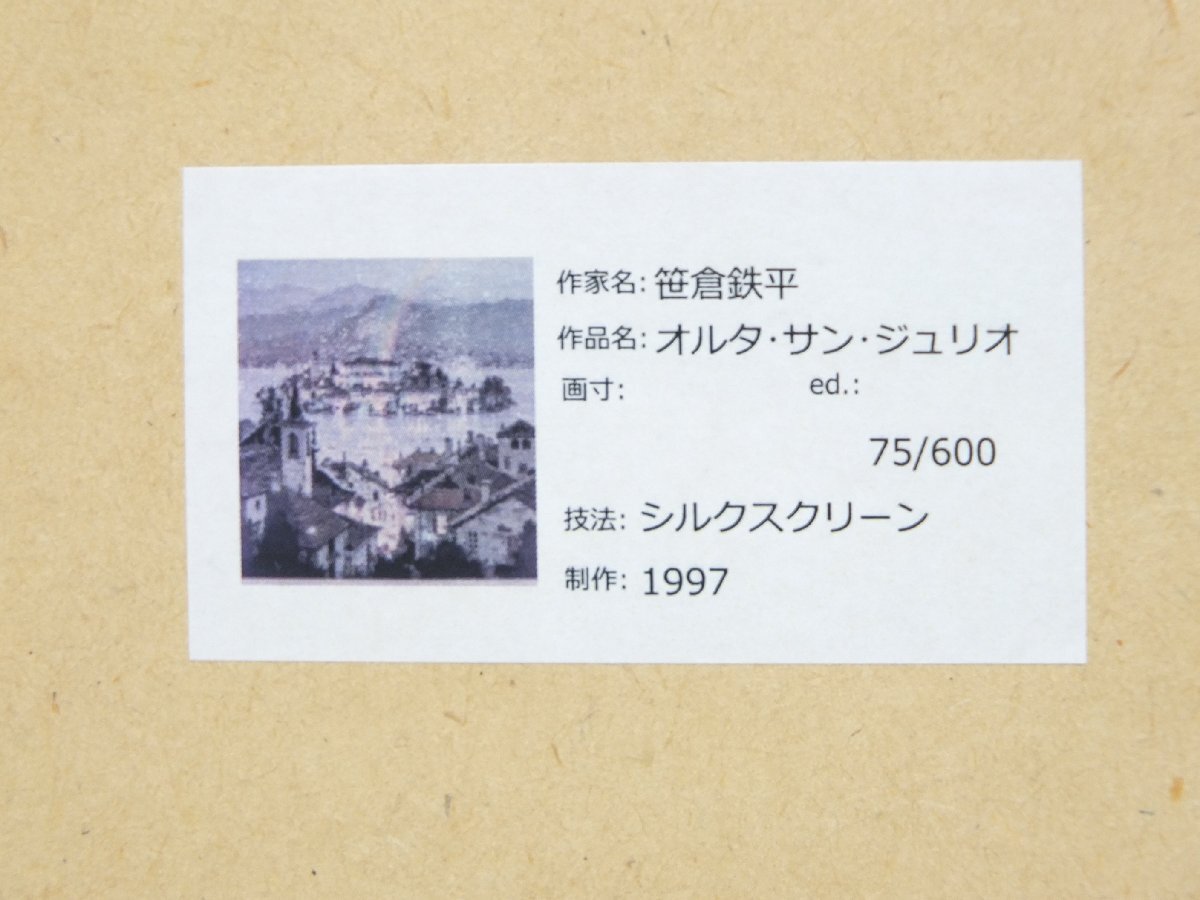 作家名: 笹倉鉄平
作品名: オルタ・サン・ジュリオ
画寸: ed.:
75/600
技法: シルクスクリーン
制作: 1997